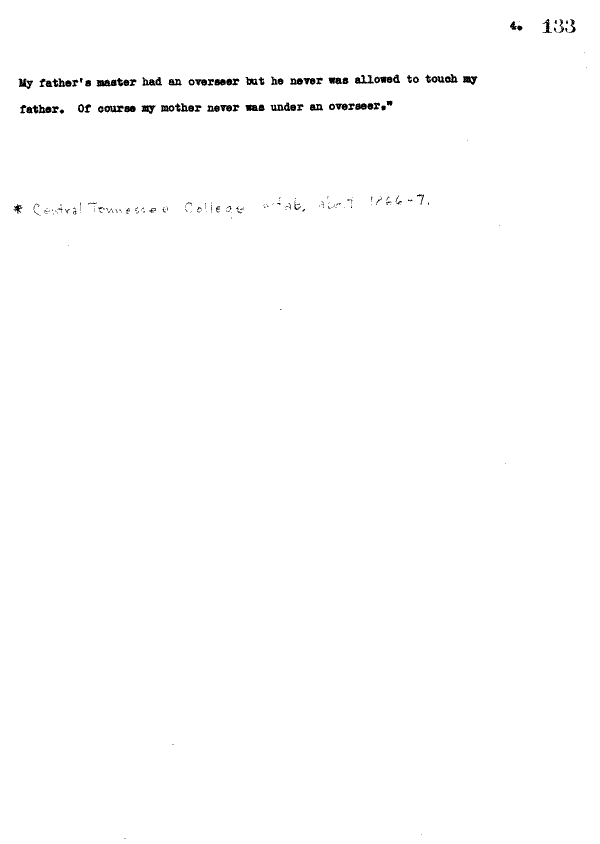 4. 133
My father's master had an overseer but he never was allowed to touch my
father. Of course my mother never was under an overseer."
* Central Tennessee College estab. about 1866-7.